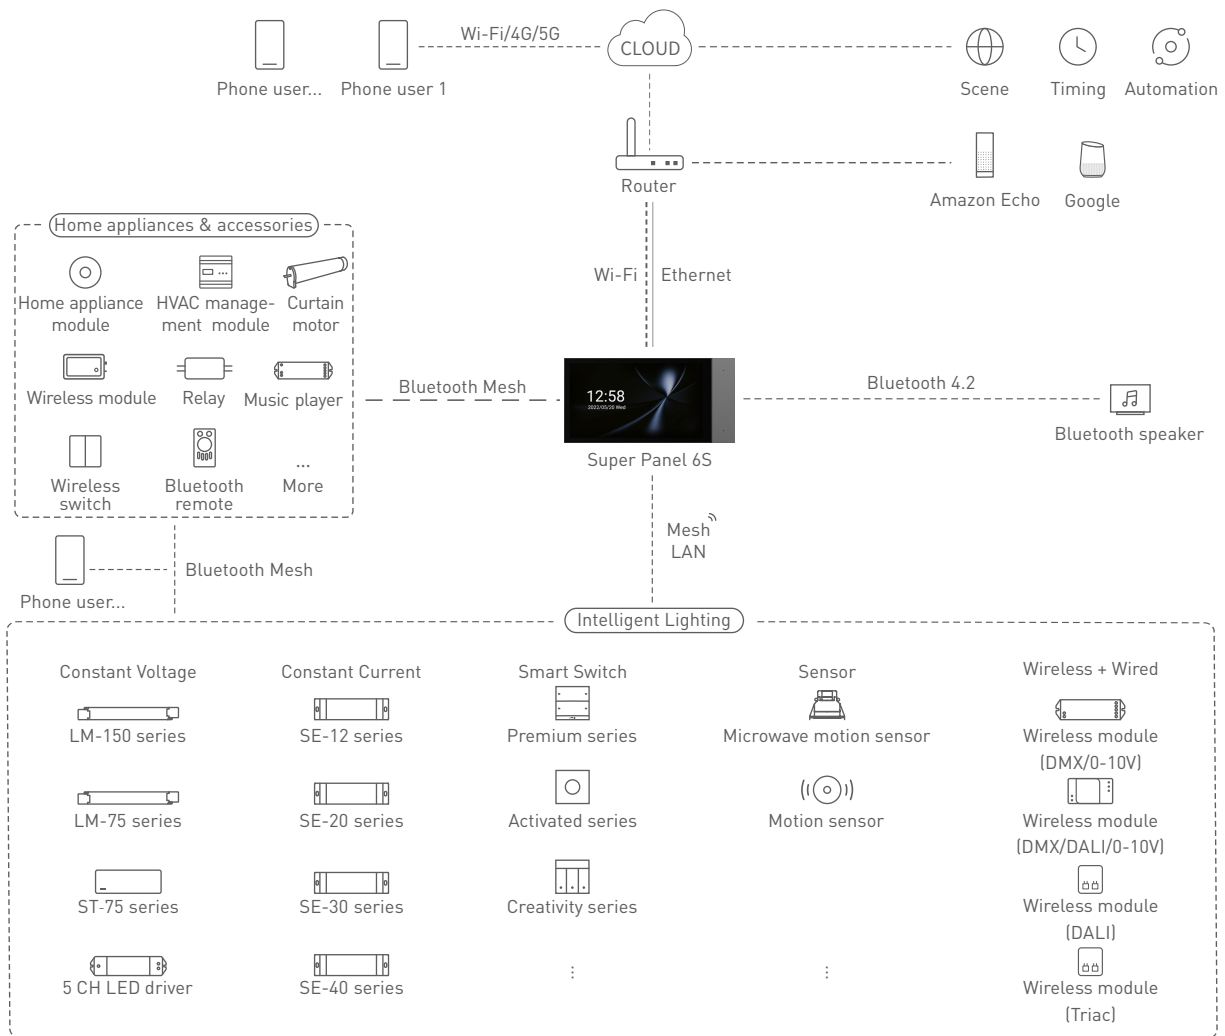 Wi-Fi/4G/5G
CLOUD
Phone user...
Phone user 1
Scene
Timing
Automation
Router
Amazon Echo
Google
Home appliances & accessories
Wi-Fi
Ethernet
Home appliance
module
HVAC manage-
ment module
Curtain
motor
Wireless module
Relay
Music player
Wireless
switch
Bluetooth
remote
...
More
Bluetooth Mesh
12:58
2022/05/20 Wed
Super Panel 6S
Bluetooth 4.2
Bluetooth speaker
Mesh
LAN
Phone user...
Bluetooth Mesh
Intelligent Lighting
Constant Voltage
LM-150 series
LM-75 series
ST-75 series
5 CH LED driver
Constant Current
SE-12 series
SE-20 series
SE-30 series
SE-40 series
Smart Switch
Premium series
Activated series
Creativity series
⋮
Sensor
Microwave motion sensor
Motion sensor
⋮
Wireless + Wired
Wireless module
(DMX/0-10V)
Wireless module
(DMX/DALI/0-10V)
Wireless module
(DALI)
Wireless module
(Triac)